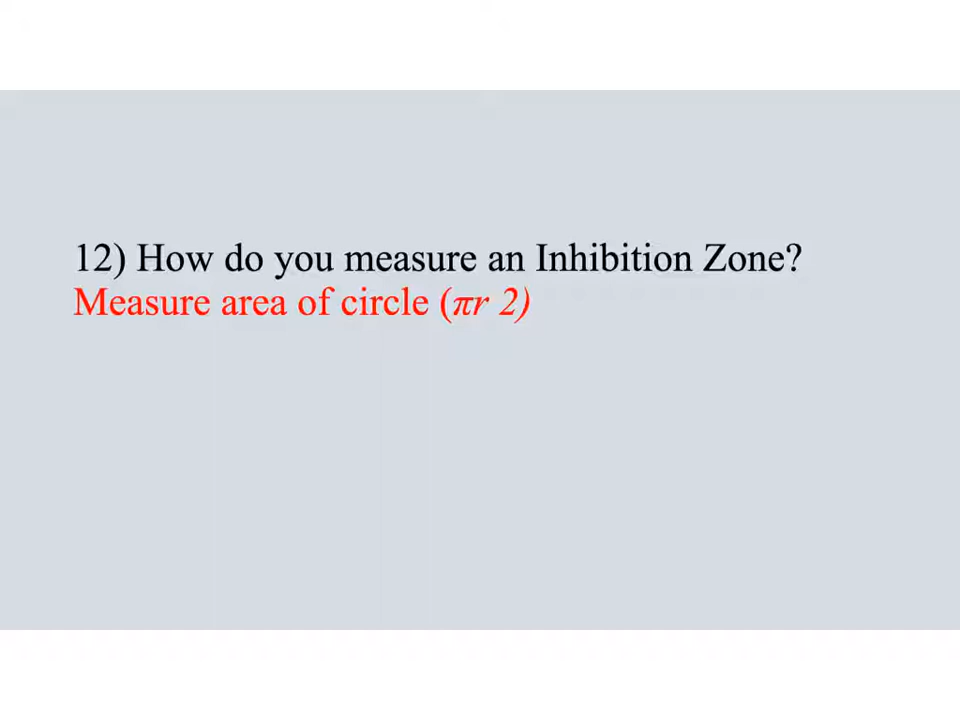 12) How do you measure an Inhibition Zone?
Measure area of circle (πr 2)